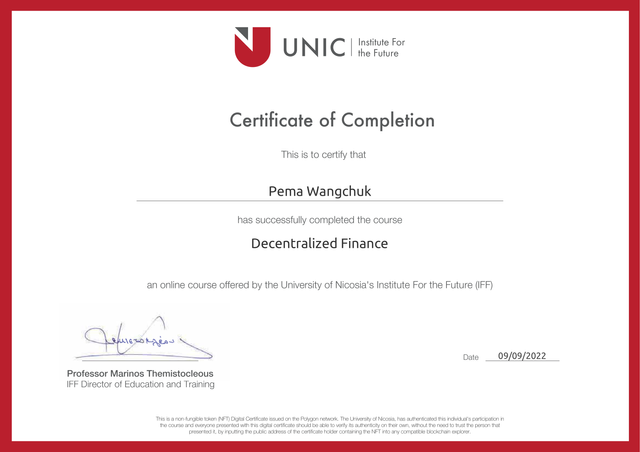 UNIC
Institute For
the Future
Certificate of Completion
This is to certify that
Pema Wangchuk
has successfully completed the course
Decentralized Finance
an online course offered by the University of Nicosia's Institute For the Future (IFF)
Date 09/09/2022
Professor Marinos Themistocleous
IFF Director of Education and Training
This is a non-fungible token (NFT) Digital Certificate issued on the Polygon network. The University of Nicosia, has authenticated this individual's participation in
the course and everyone presented with this digital certificate should be able to verify its authenticity on their own, without the need to trust the person that
presented it, by inputting the public address of the certificate holder containing the NFT into any compatible blockchain explorer.